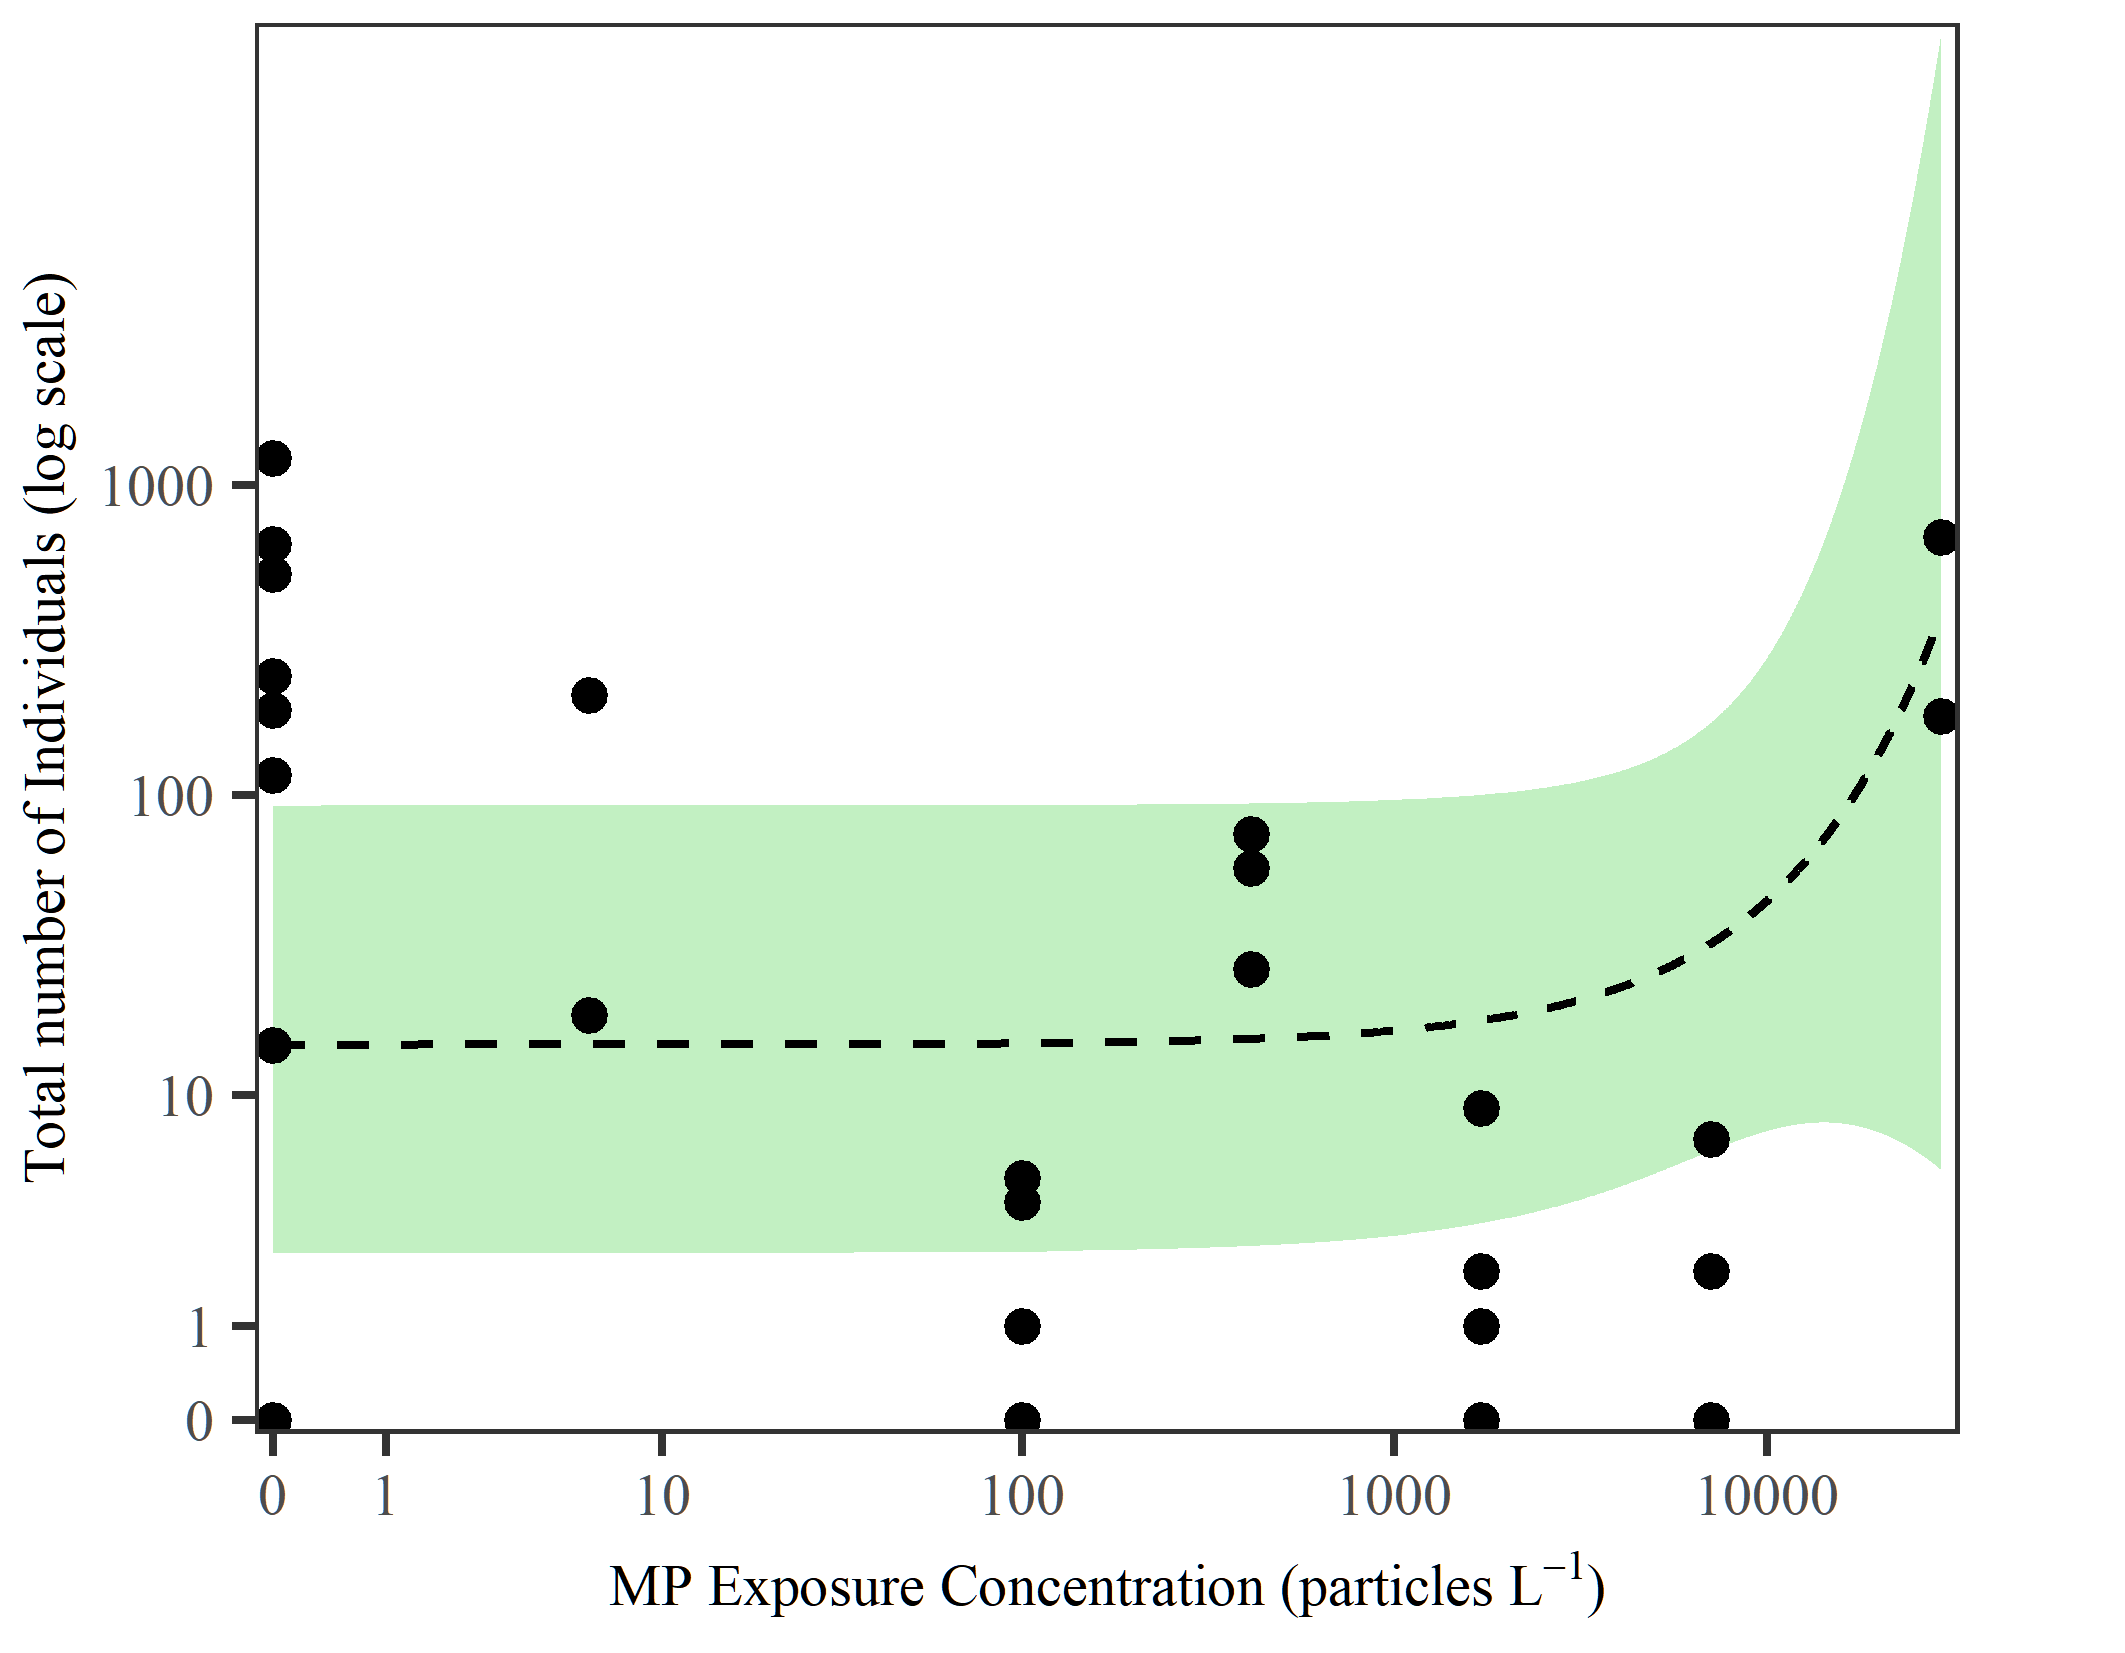 Total number of Individuals (log scale)
1000
100
10
1
0
0 1 10 100 1000 10000
MP Exposure Concentration (particles L⁻¹)